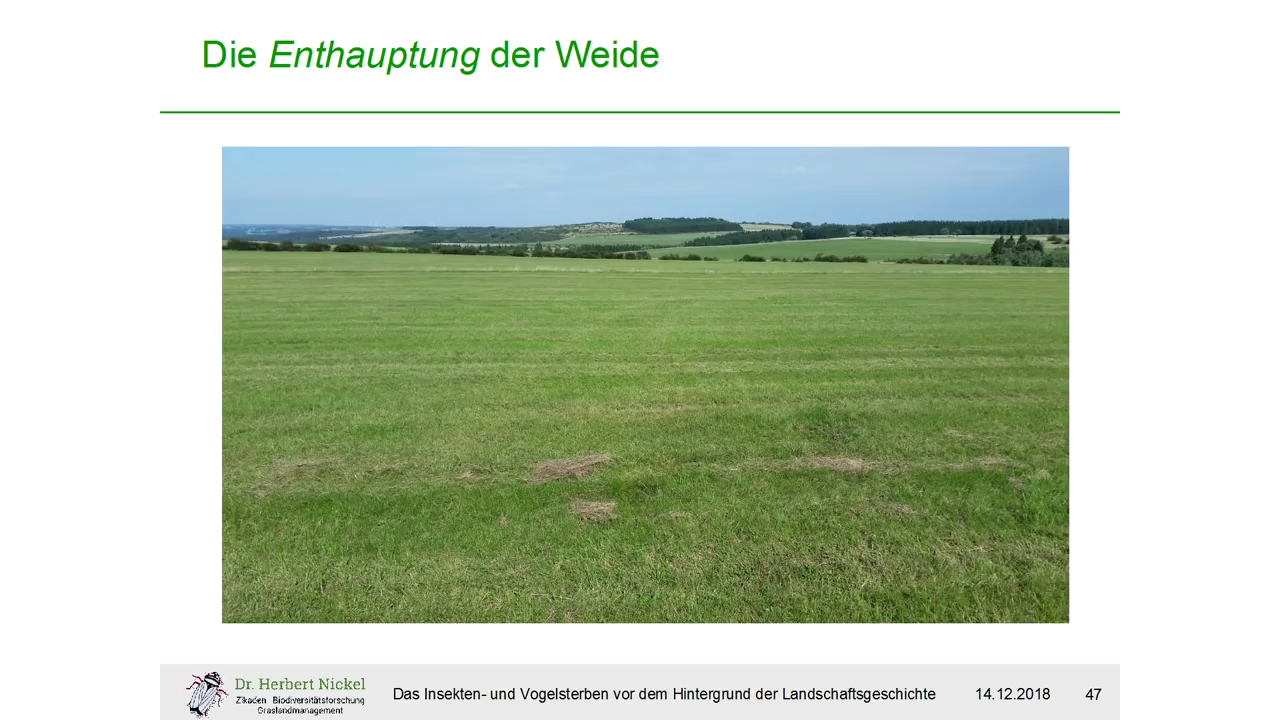 Die Enthauptung der Weide
Dr. Herbert Nickel
Zikaden Biodiversitätsforschung
Graslandmanagement
Das Insekten- und Vogelsterben vor dem Hintergrund der Landschaftsgeschichte
14.12.2018
47